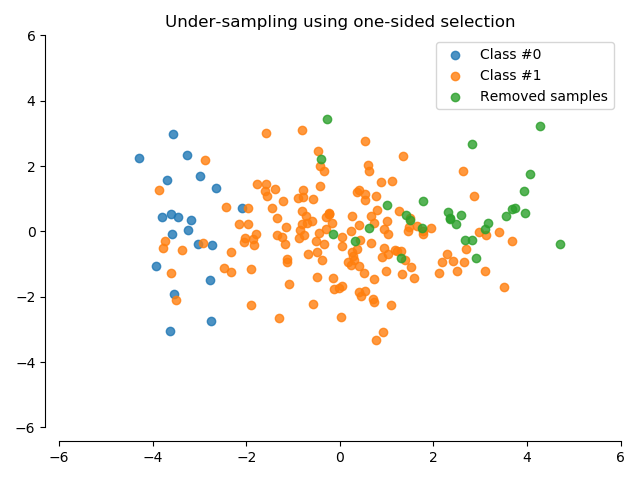 Under-sampling using one-sided selection
Class #0
Class #1
Removed samples
6
4
2
0
−2
−4
−6
−6 −4 −2 0 2 4 6